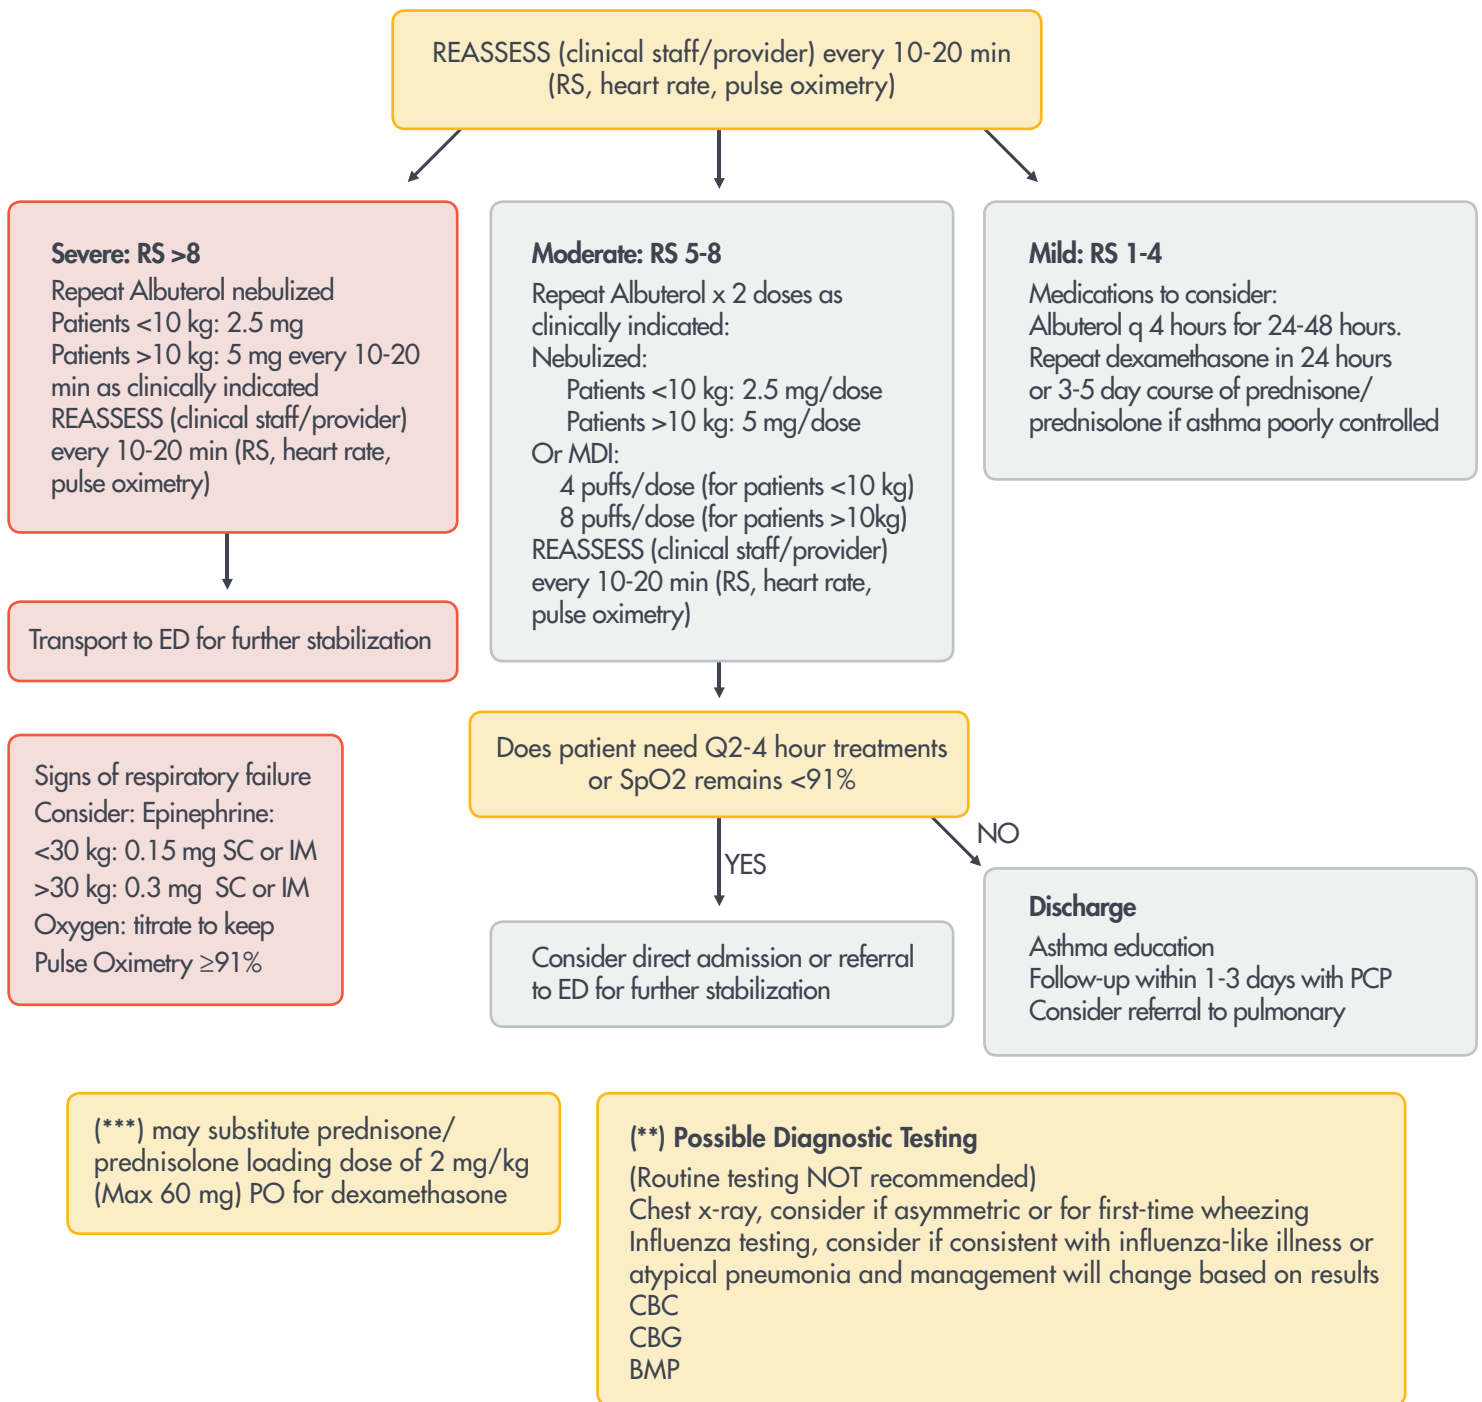 REASSESS (clinical staff/provider) every 10-20 min
(RS, heart rate, pulse oximetry)
Severe: RS >8
Repeat Albuterol nebulized
Patients <10 kg: 2.5 mg
Patients >10 kg: 5 mg every 10-20
min as clinically indicated
REASSESS (clinical staff/provider)
every 10-20 min (RS, heart rate,
pulse oximetry)
Moderate: RS 5-8
Repeat Albuterol x 2 doses as
clinically indicated:
Nebulized:
Patients <10 kg: 2.5 mg/dose
Patients >10 kg: 5 mg/dose
Or MDI:
4 puffs/dose (for patients <10 kg)
8 puffs/dose (for patients >10kg)
REASSESS (clinical staff/provider)
every 10-20 min (RS, heart rate,
pulse oximetry)
Mild: RS 1-4
Medications to consider:
Albuterol q 4 hours for 24-48 hours.
Repeat dexamethasone in 24 hours
or 3-5 day course of prednisone/
prednisolone if asthma poorly controlled
Transport to ED for further stabilization
Signs of respiratory failure
Consider: Epinephrine:
<30 kg: 0.15 mg SC or IM
>30 kg: 0.3 mg  SC or IM
Oxygen: titrate to keep
Pulse Oximetry ≥91%
Does patient need Q2-4 hour treatments
or SpO2 remains <91%
YES
NO
Consider direct admission or referral
to ED for further stabilization
Discharge
Asthma education
Follow-up within 1-3 days with PCP
Consider referral to pulmonary
(***) may substitute prednisone/
prednisolone loading dose of 2 mg/kg
(Max 60 mg) PO for dexamethasone
(**) Possible Diagnostic Testing
(Routine testing NOT recommended)
Chest x-ray, consider if asymmetric or for first-time wheezing
Influenza testing, consider if consistent with influenza-like illness or
atypical pneumonia and management will change based on results
CBC
CBG
BMP